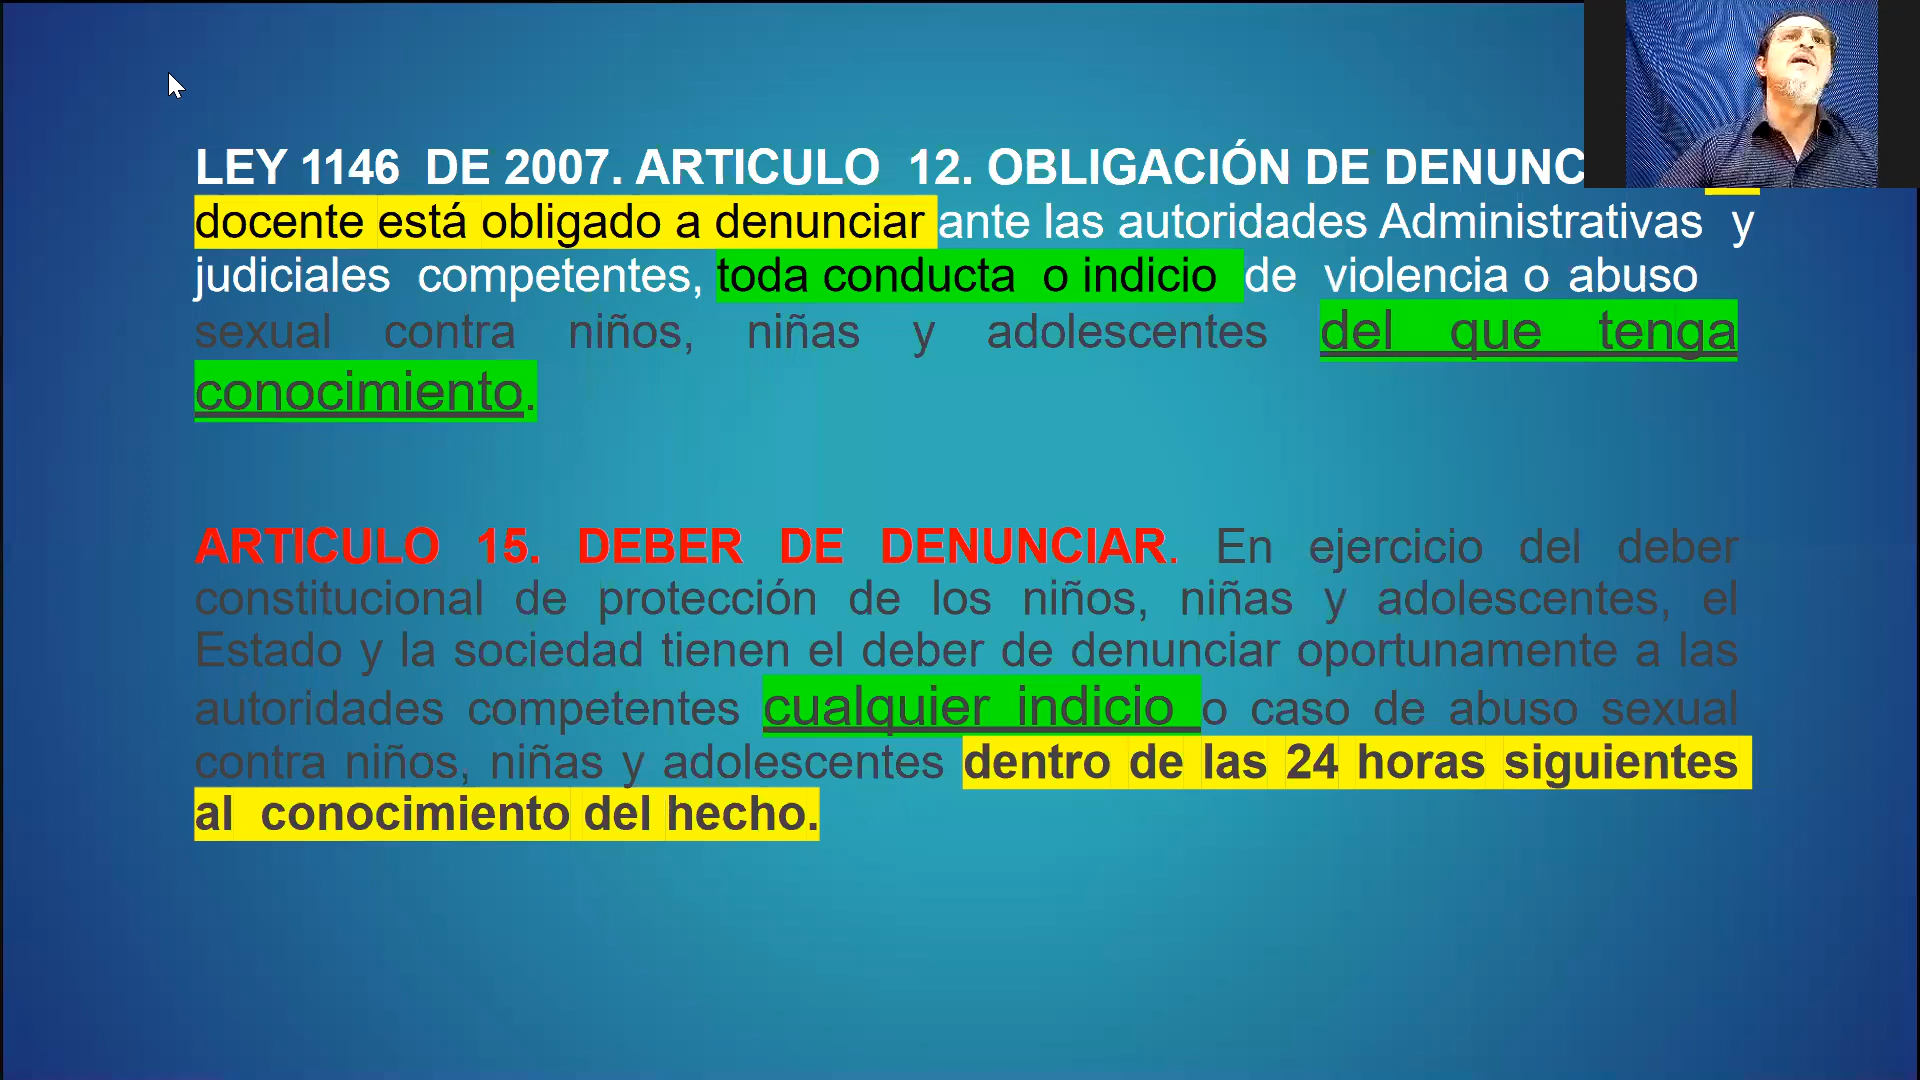 LEY 1146 DE 2007. ARTICULO 12. OBLIGACIÓN DE DENUNC
docente está obligado a denunciar ante las autoridades Administrativas y
judiciales competentes, toda conducta o indicio de violencia o abuso
sexual contra niños, niñas y adolescentes del que tenga
conocimiento.
ARTICULO 15. DEBER DE DENUNCIAR. En ejercicio del deber
constitucional de protección de los niños, niñas y adolescentes, el
Estado y la sociedad tienen el deber de denunciar oportunamente a las
autoridades competentes cualquier indicio o caso de abuso sexual
contra niños, niñas y adolescentes dentro de las 24 horas siguientes
al conocimiento del hecho.